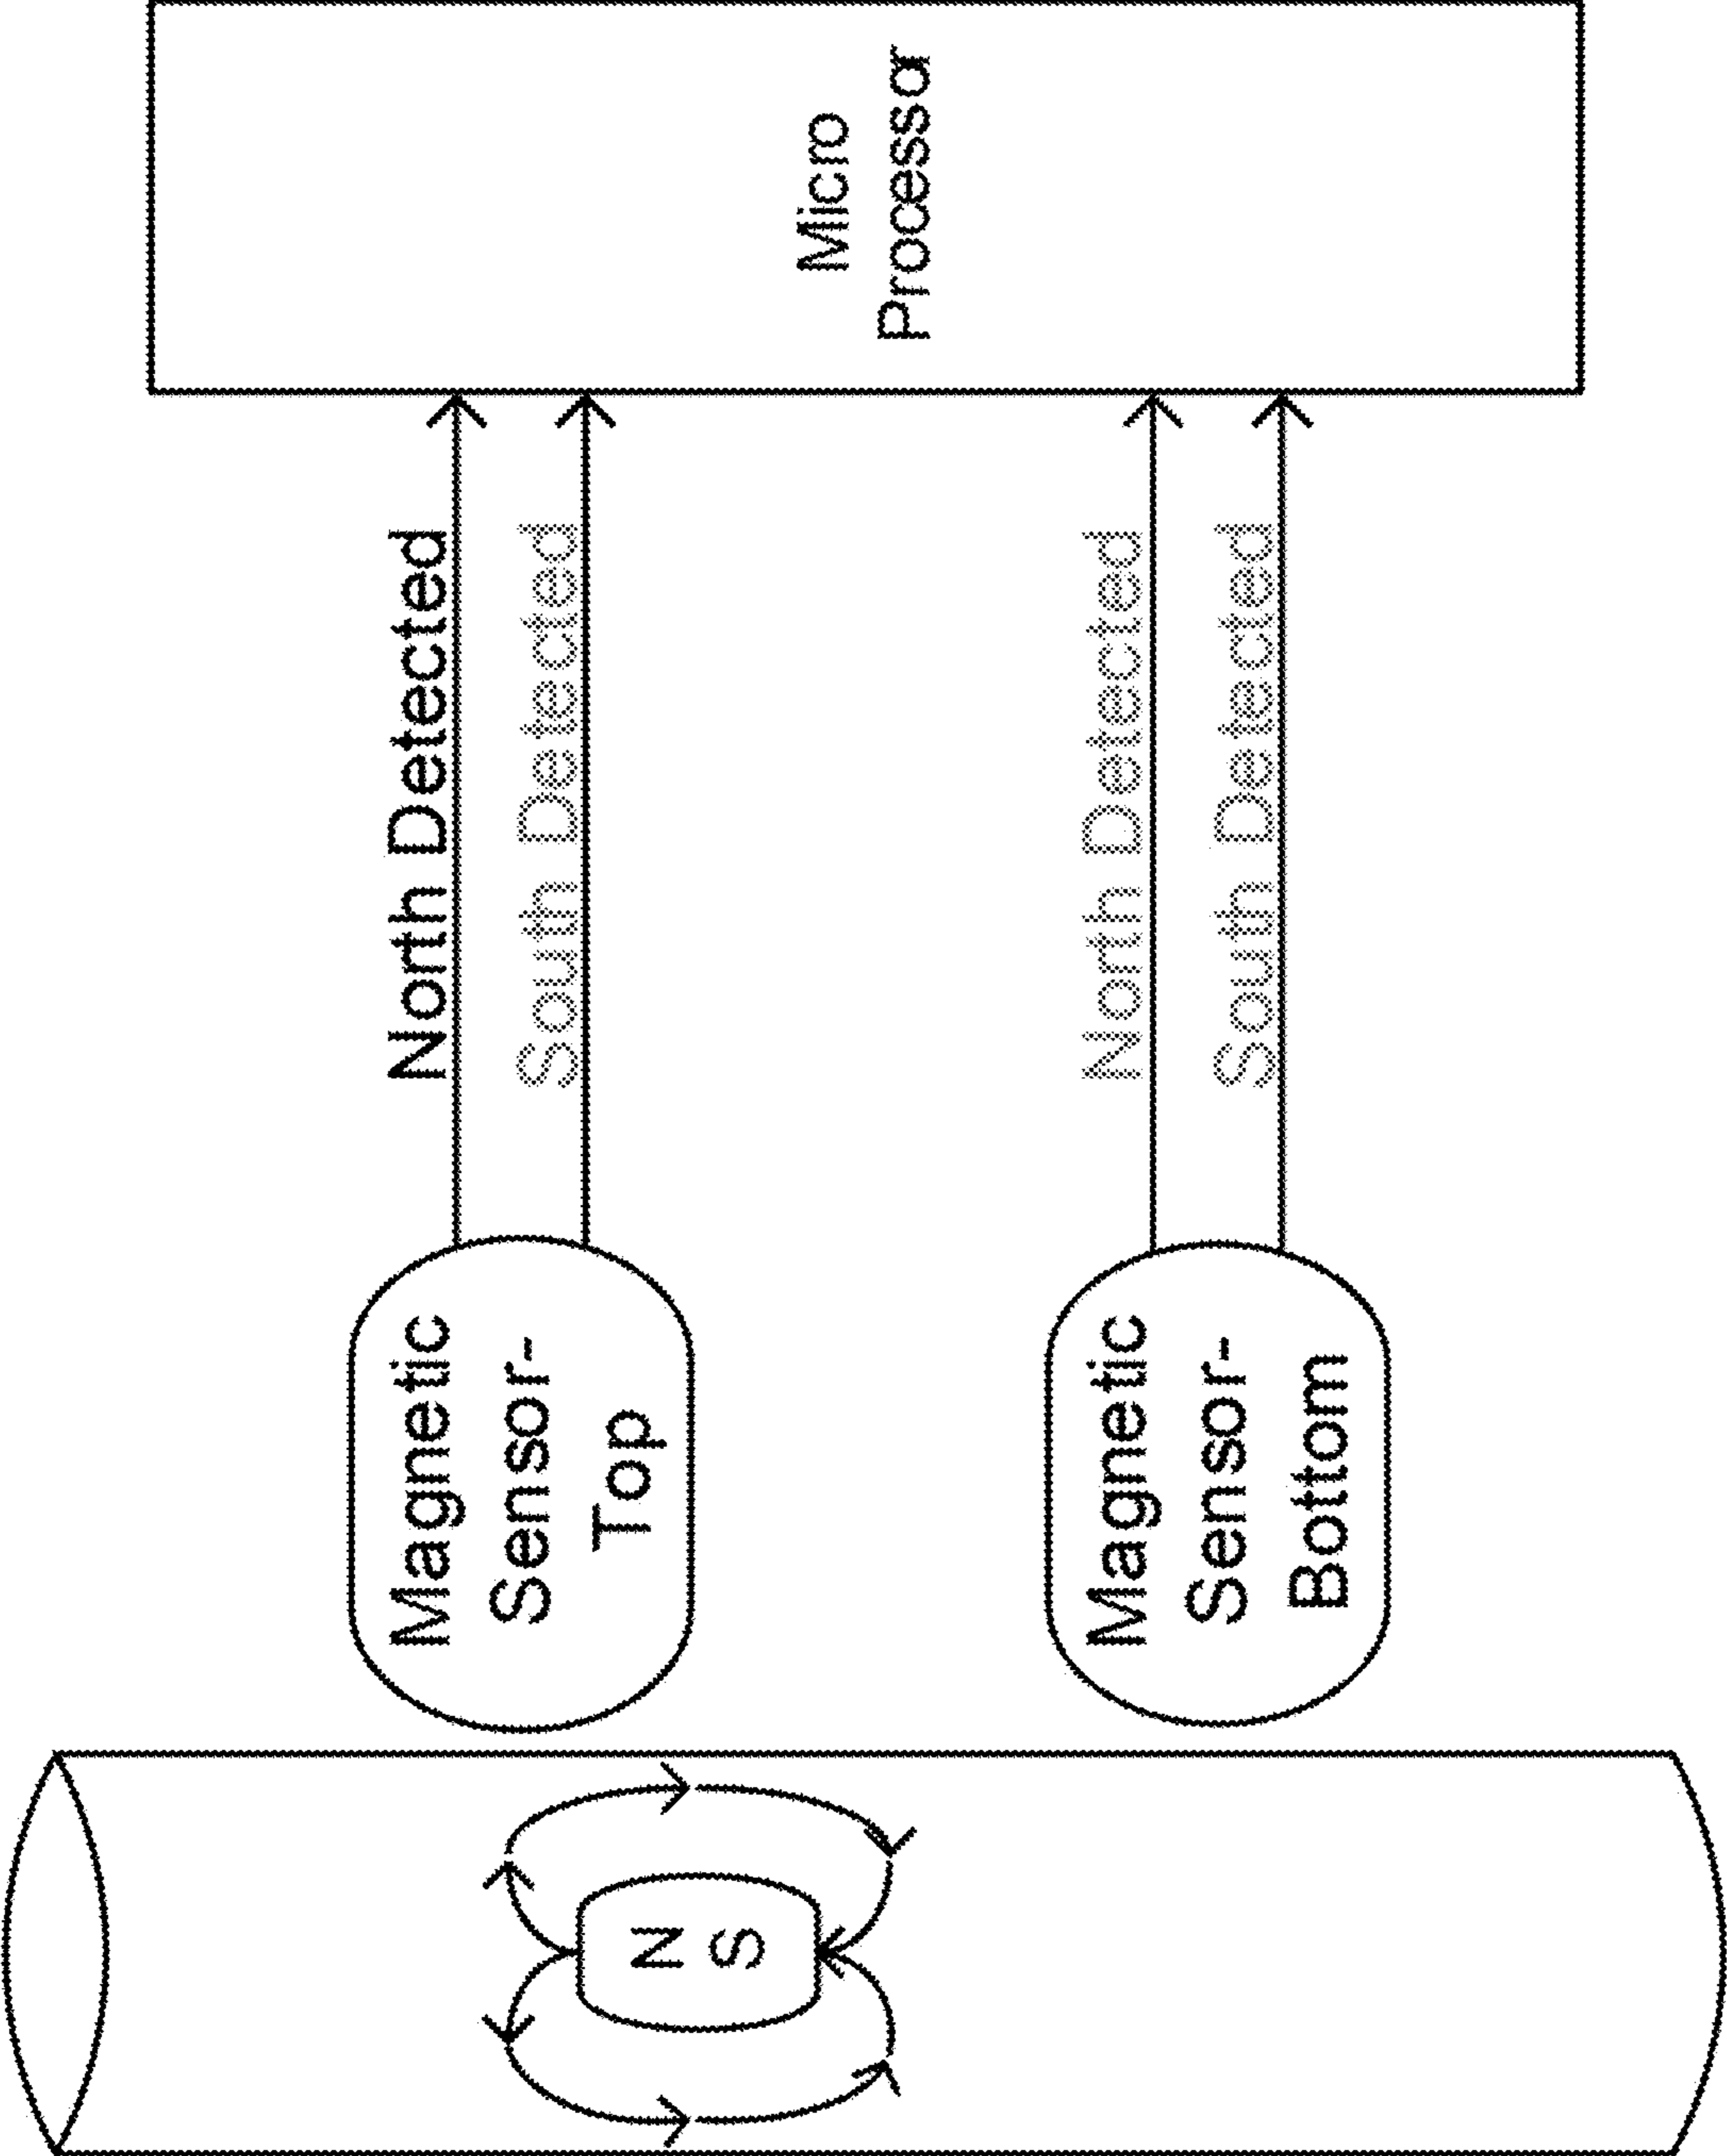 Magnetic
Sensor-
Top
North Detected
South Detected
Magnetic
Sensor-
Bottom
North Detected
South Detected
Micro
Processor
N
S